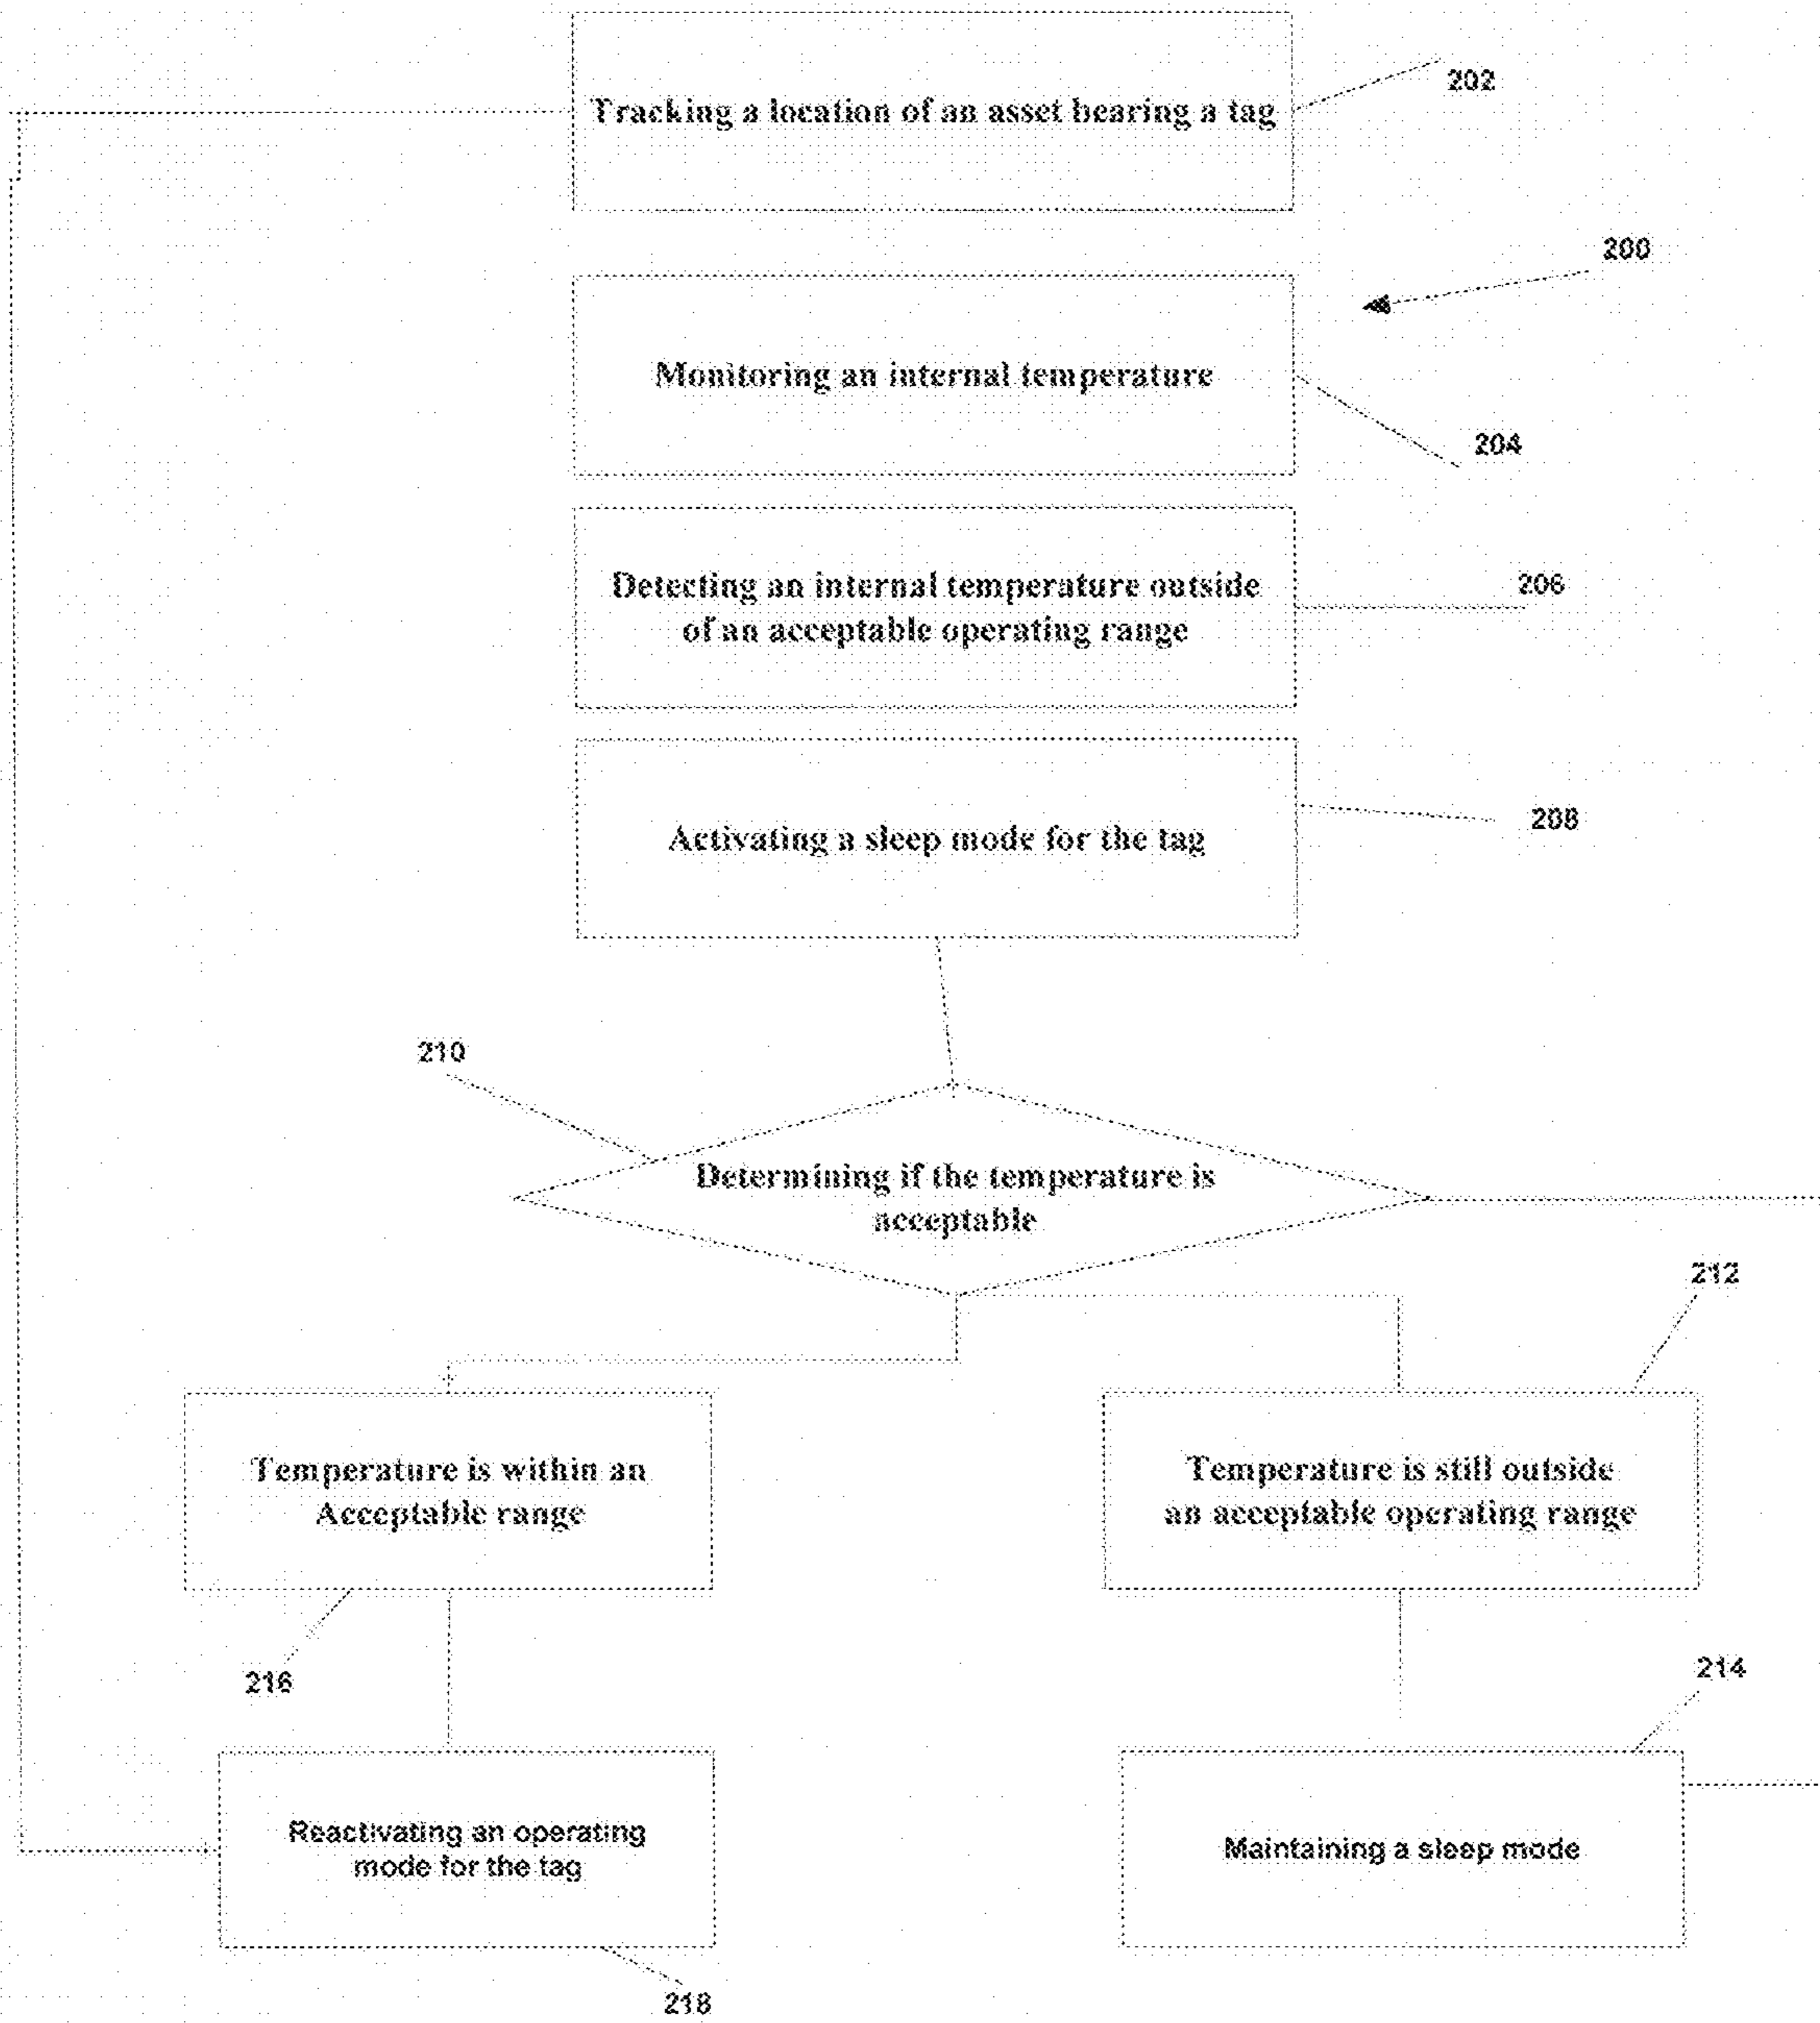 Tracking a location of an asset bearing a tag
202
200
Monitoring an internal temperature
204
Detecting an internal temperature outside
of an acceptable operating range
206
Activating a sleep mode for the tag
208
210
Determining if the temperature is
acceptable
212
Temperature is within an
Acceptable range
Temperature is still outside
an acceptable operating range
216
214
Reactivating an operating
mode for the tag
Maintaining a sleep mode
218